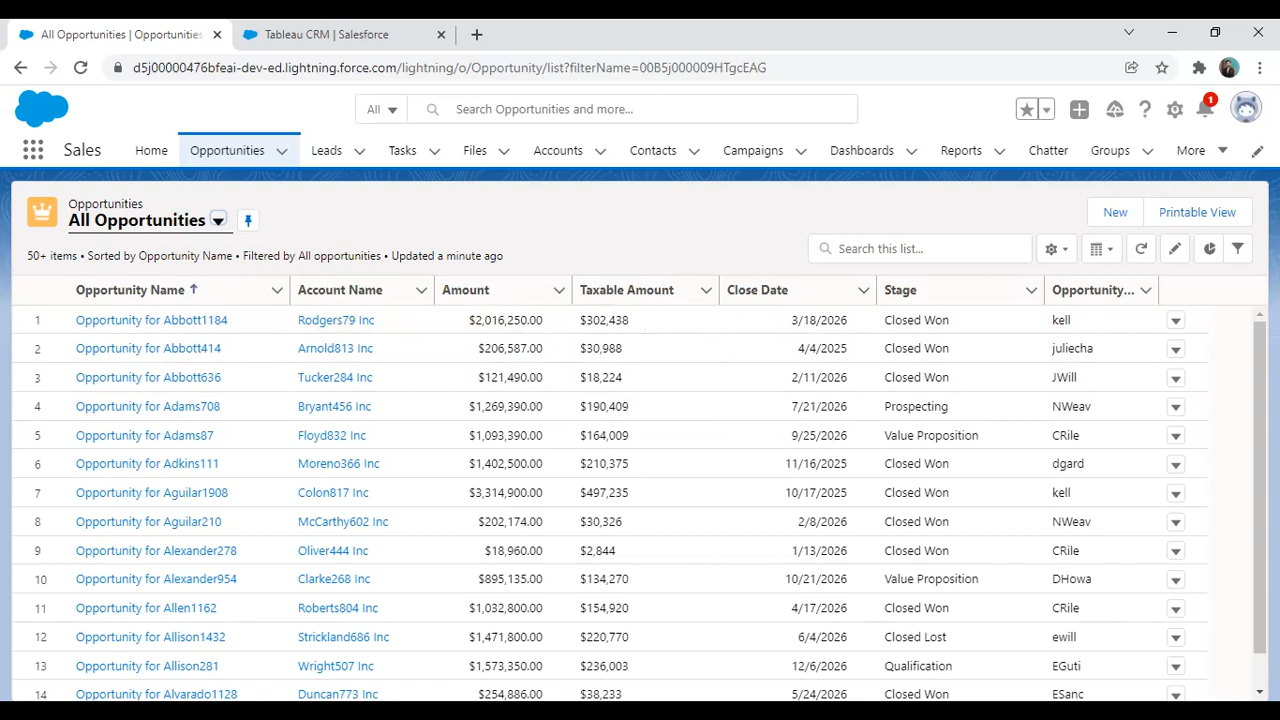 All Opportunities | Opportunities
Tableau CRM | Salesforce
d5j00000476bfeai-dev-ed.lightning.force.com/lightning/o/Opportunity/list?filterName=00B5j000009HTgcEAG
All
Search Opportunities and more...
1
Sales
Home
Opportunities
Leads
Tasks
Files
Accounts
Contacts
Campaigns
Dashboards
Reports
Chatter
Groups
More
Opportunities
All Opportunities
New
Printable View
50+ items • Sorted by Opportunity Name • Filtered by All opportunities • Updated a minute ago
Search this list...
Opportunity Name Account Name Amount Taxable Amount Close Date Stage Opportunity...
1 Opportunity for Abbott1184 Rodgers79 Inc $2,016,250.00 $302,438 3/18/2026 Closed Won kell
2 Opportunity for Abbott414 Arnold813 Inc $206,587.00 $30,988 4/4/2025 Closed Won juliecha
3 Opportunity for Abbott636 Tucker284 Inc $121,490.00 $18,224 2/11/2026 Closed Won JWill
4 Opportunity for Adams708 Bryant456 Inc $1,269,390.00 $190,409 7/21/2026 Prospecting NWeav
5 Opportunity for Adams87 Floyd832 Inc $1,093,390.00 $164,009 9/25/2026 Value Proposition CRile
6 Opportunity for Adkins111 Moreno366 Inc $1,402,500.00 $210,375 11/16/2025 Closed Won dgard
7 Opportunity for Aguilar1908 Colon817 Inc $3,314,900.00 $497,235 10/17/2025 Closed Won kell
8 Opportunity for Aguilar210 McCarthy602 Inc $202,174.00 $30,326 2/8/2026 Closed Won NWeav
9 Opportunity for Alexander278 Oliver444 Inc $18,960.00 $2,844 1/13/2026 Closed Won CRile
10 Opportunity for Alexander954 Clarke268 Inc $895,135.00 $134,270 10/21/2026 Value Proposition DHowa
11 Opportunity for Allen1162 Roberts804 Inc $1,032,800.00 $154,920 4/17/2026 Closed Won CRile
12 Opportunity for Allison1432 Strickland686 Inc $1,471,800.00 $220,770 6/4/2026 Closed Lost ewill
13 Opportunity for Allison281 Wright507 Inc $1,573,350.00 $236,003 12/6/2026 Qualification EGuti
14 Opportunity for Alvarado1128 Duncan773 Inc $254,886.00 $38,233 5/24/2026 Closed Won ESanc